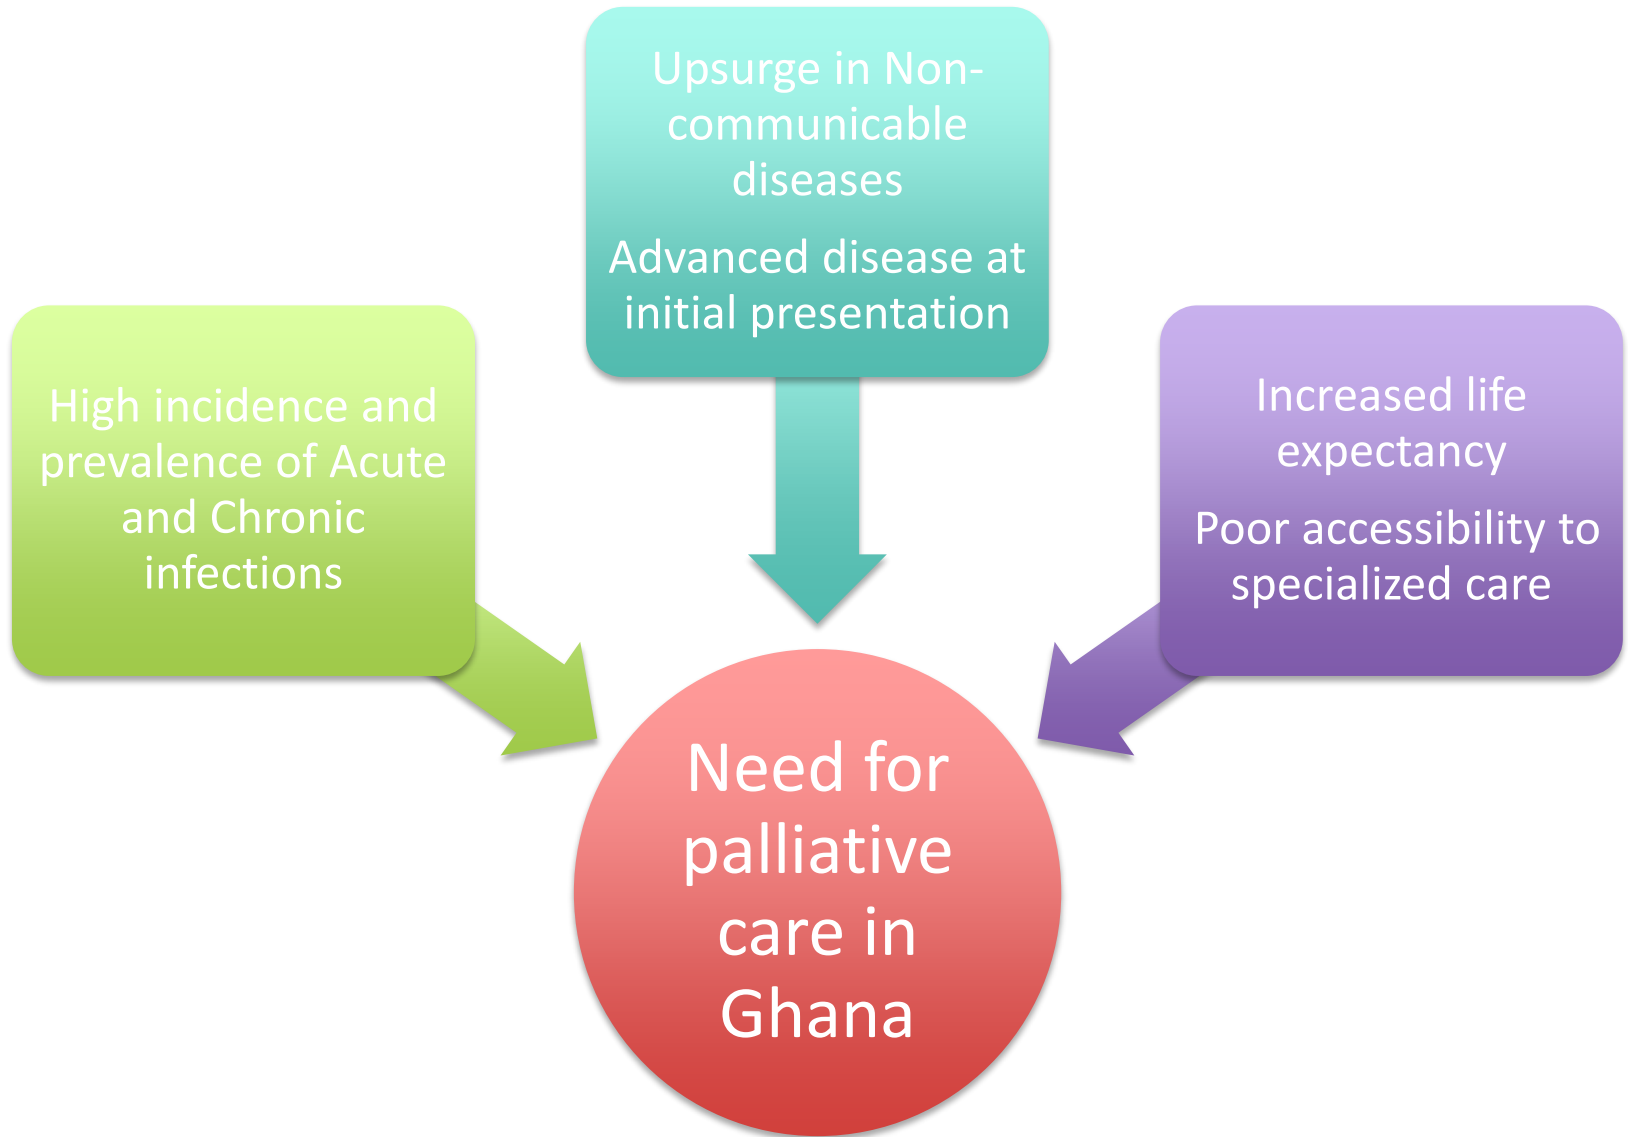 Upsurge in Non-
communicable
diseases
Advanced disease at
initial presentation
High incidence and
prevalence of Acute
and Chronic
infections
Increased life
expectancy
Poor accessibility to
specialized care
Need for
palliative
care in
Ghana